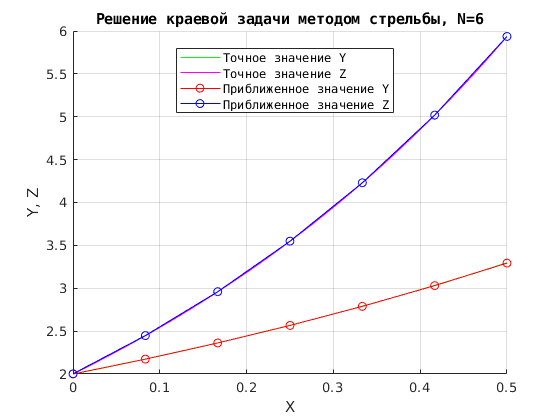 Решение краевой задачи методом стрельбы, N=6
Точное значение Y
Точное значение Z
Приближенное значение Y
Приближенное значение Z
6
5.5
5
4.5
4
3.5
3
2.5
2
Y, Z
0
0.1
0.2
0.3
0.4
0.5
X